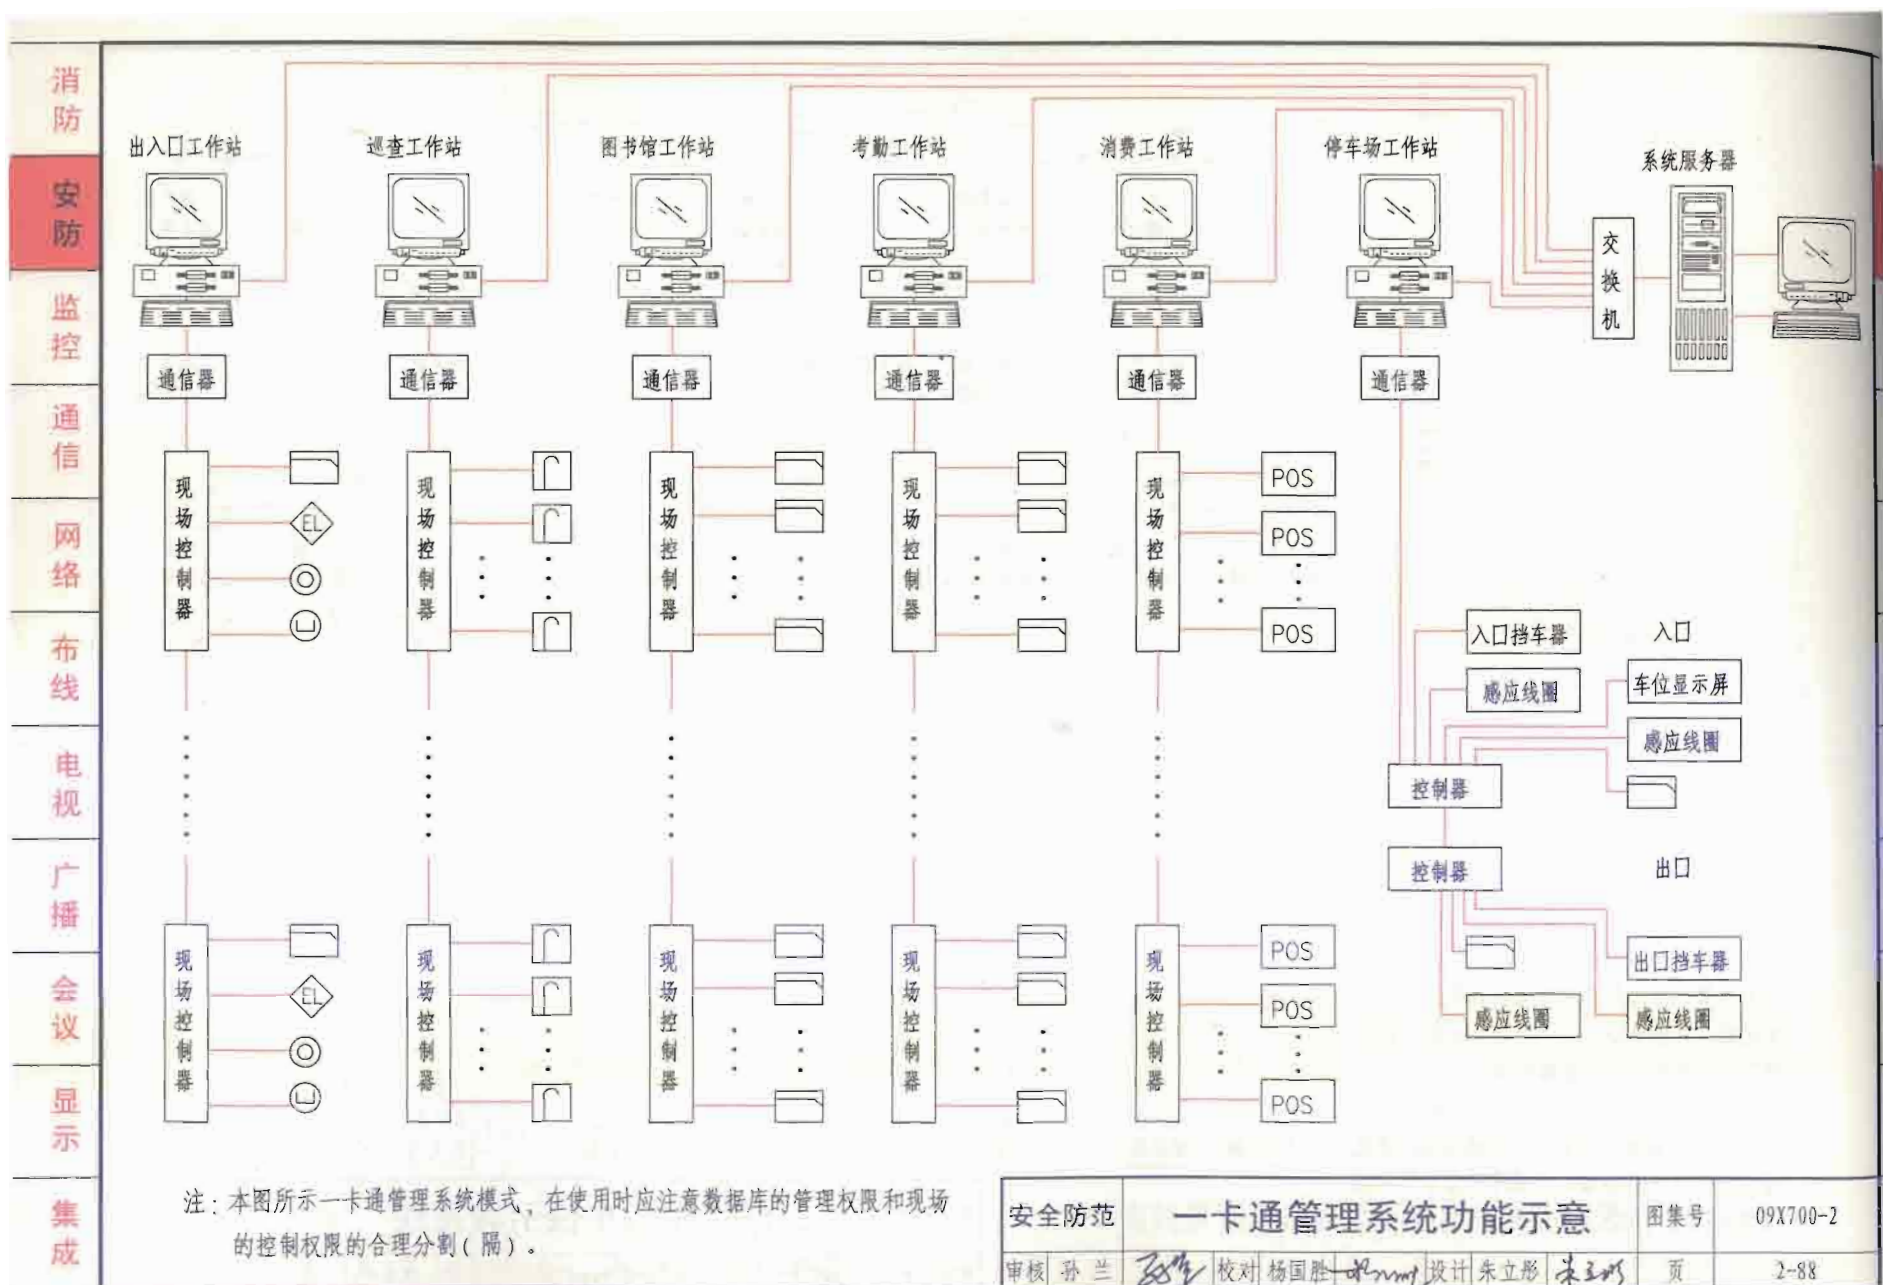 消防
安防
监控
通信
网络
布线
电视
广播
会议
显示
集成
出入口工作站
巡查工作站
图书馆工作站
考勤工作站
消费工作站
停车场工作站
系统服务器
交换机
通信器
通信器
通信器
通信器
通信器
通信器
现场控制器
EL
现场控制器
现场控制器
现场控制器
现场控制器
POS
POS
POS
入口挡车器
入口
感应线圈
车位显示屏
感应线圈
控制器
控制器
出口
现场控制器
EL
现场控制器
现场控制器
现场控制器
现场控制器
POS
POS
POS
出口挡车器
感应线圈
感应线圈
注：本图所示一卡通管理系统模式，在使用时应注意数据库的管理权限和现场
的控制权限的合理分割（隔）。
安全防范 一卡通管理系统功能示意 图集号 09X700-2
审核 孙兰 校对 杨国胜 设计 朱立彤 页 2-88